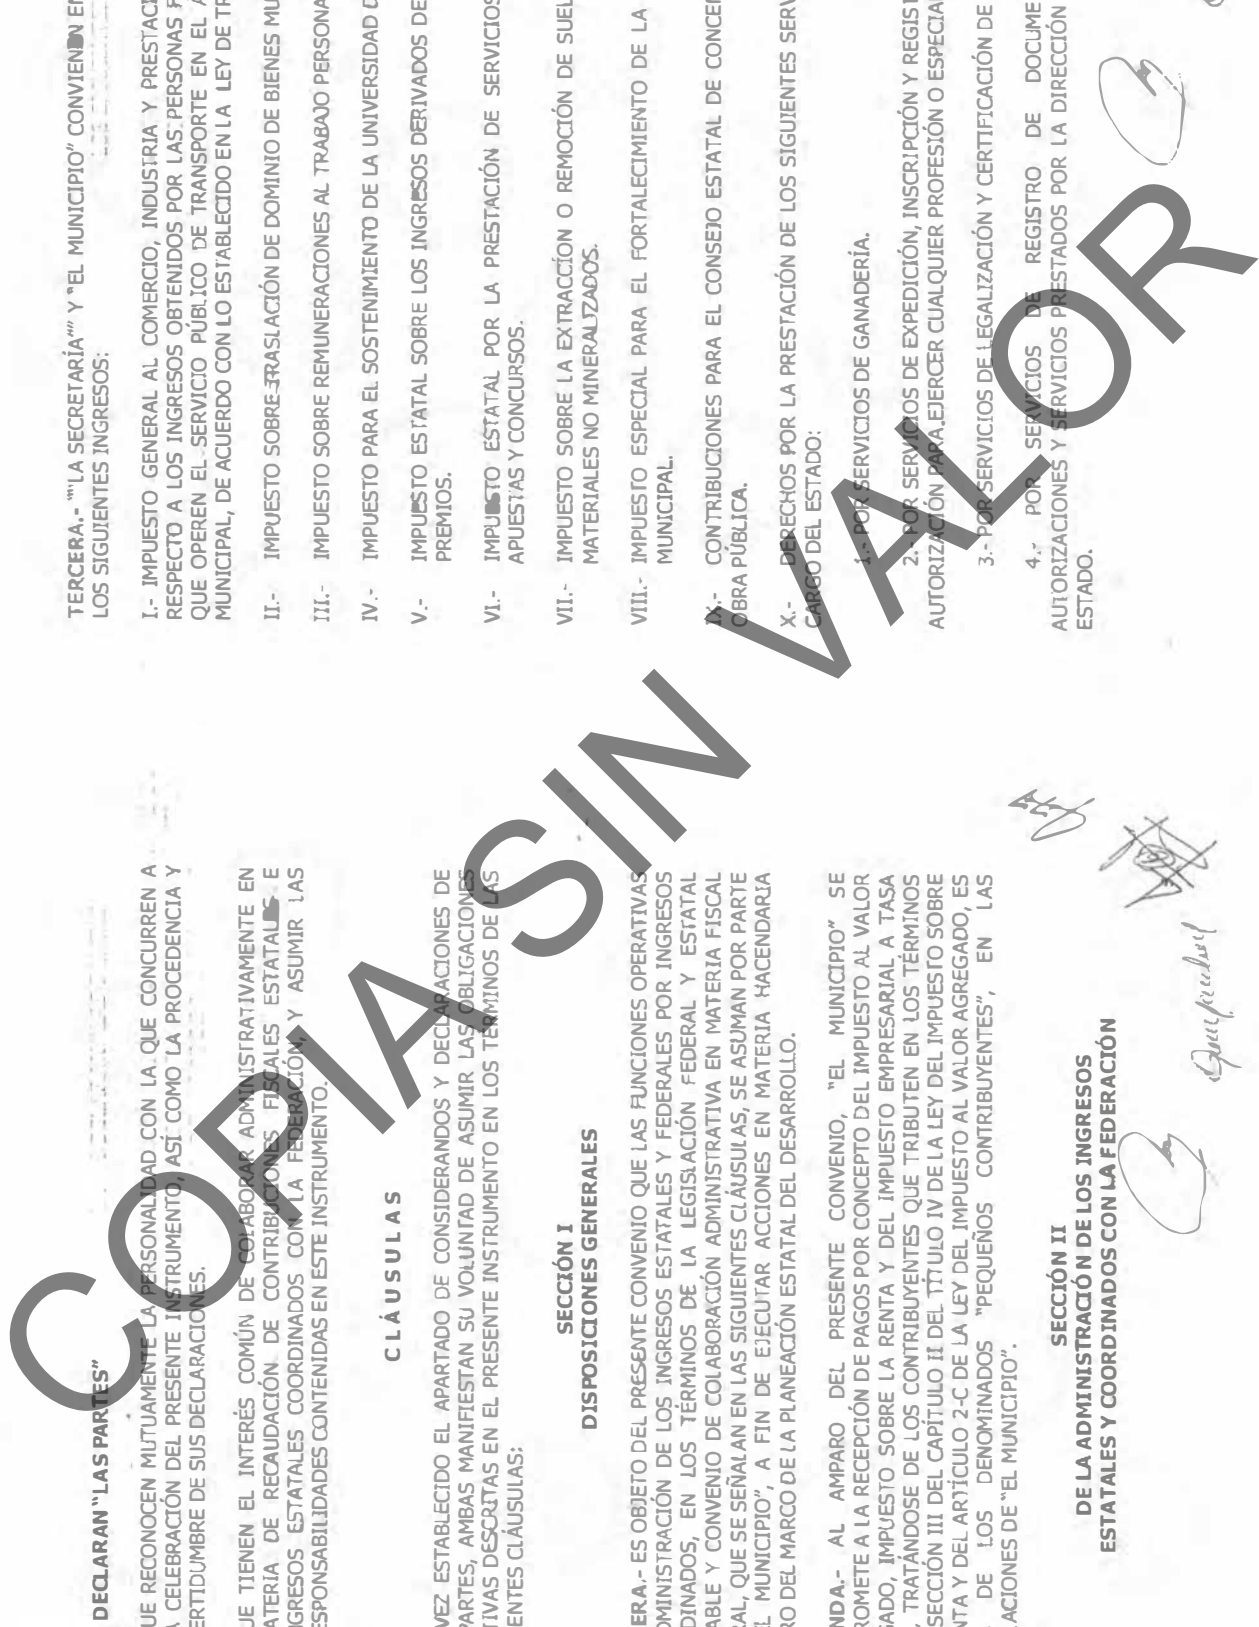 DECLARAN "LAS PARTES"
UE RECONOCEN MUTUAMENTE LA PERSONALIDAD CON LA QUE CONCURREN A
A CELEBRACIÓN DEL PRESENTE INSTRUMENTO, ASÍ COMO LA PROCEDENCIA Y
ERTIDUMBRE DE SUS DECLARACIONES.
UE TIENEN EL INTERÉS COMÚN DE COLABORAR ADMINISTRATIVAMENTE EN
ATERIA DE RECAUDACIÓN DE CONTRIBUCIONES FISCALES ESTATALES E
GRESOS ESTATALES COORDINADOS CON LA FEDERACIÓN, Y ASUMIR LAS
ESPONSABILIDADES CONTENIDAS EN ESTE INSTRUMENTO.
C L Á U S U L A S
VEZ ESTABLECIDO EL APARTADO DE CONSIDERANDOS Y DECLARACIONES DE
PARTES, AMBAS MANIFIESTAN SU VOLUNTAD DE ASUMIR LAS OBLIGACIONES
TIVAS DESCRITAS EN EL PRESENTE INSTRUMENTO EN LOS TÉRMINOS DE LAS
ENTES CLÁUSULAS:
SECCIÓN I
DISPOSICIONES GENERALES
ERA.- ES OBJETO DEL PRESENTE CONVENIO QUE LAS FUNCIONES OPERATIVAS
DMINISTRACIÓN DE LOS INGRESOS ESTATALES Y FEDERALES POR INGRESOS
DINADOS, EN LOS TÉRMINOS DE LA LEGISLACIÓN FEDERAL Y ESTATAL
ABLE Y CONVENIO DE COLABORACIÓN ADMINISTRATIVA EN MATERIA FISCAL
RAL, QUE SE SEÑALAN EN LAS SIGUIENTES CLÁUSULAS, SE ASUMAN POR PARTE
L MUNICIPIO", A FIN DE EJECUTAR ACCIONES EN MATERIA HACENDARIA
RO DEL MARCO DE LA PLANEACIÓN ESTATAL DEL DESARROLLO.
NDA.- AL AMPARO DEL PRESENTE CONVENIO, "EL MUNICIPIO" SE
ROMETE A LA RECEPCIÓN DE PAGOS POR CONCEPTO DEL IMPUESTO AL VALOR
GADO, IMPUESTO SOBRE LA RENTA Y DEL IMPUESTO EMPRESARIAL A TASA
, TRATÁNDOSE DE LOS CONTRIBUYENTES QUE TRIBUTEN EN LOS TÉRMINOS
SECCIÓN III DEL CAPÍTULO II DEL TÍTULO IV DE LA LEY DEL IMPUESTO SOBRE
NTA Y DEL ARTÍCULO 2-C DE LA LEY DEL IMPUESTO AL VALOR AGREGADO, ES
DE LOS DENOMINADOS "PEQUEÑOS CONTRIBUYENTES", EN LAS
ACIONES DE "EL MUNICIPIO".
SECCIÓN II
DE LA ADMINISTRACIÓN DE LOS INGRESOS
ESTATALES Y COORDINADOS CON LA FEDERACIÓN
TERCERA.- ""LA SECRETARÍA"" Y "EL MUNICIPIO" CONVIENEN EN
LOS SIGUIENTES INGRESOS:
I.- IMPUESTO GENERAL AL COMERCIO, INDUSTRIA Y PRESTACI
RESPECTO A LOS INGRESOS OBTENIDOS POR LAS PERSONAS F
QUE OPEREN EL SERVICIO PÚBLICO DE TRANSPORTE EN EL A
MUNICIPAL, DE ACUERDO CON LO ESTABLECIDO EN LA LEY DE TR
II.- IMPUESTO SOBRE TRASLACIÓN DE DOMINIO DE BIENES MU
III.- IMPUESTO SOBRE REMUNERACIONES AL TRABAJO PERSONA
IV.- IMPUESTO PARA EL SOSTENIMIENTO DE LA UNIVERSIDAD
V.- IMPUESTO ESTATAL SOBRE LOS INGRESOS DERIVADOS DE
PREMIOS.
VI.- IMPUESTO ESTATAL POR LA PRESTACIÓN DE SERVICIOS
APUESTAS Y CONCURSOS.
VII.- IMPUESTO SOBRE LA EXTRACCIÓN O REMOCIÓN DE SUEL
MATERIALES NO MINERALIZADOS.
VIII.- IMPUESTO ESPECIAL PARA EL FORTALECIMIENTO DE LA
MUNICIPAL.
IX.- CONTRIBUCIONES PARA EL CONSEJO ESTATAL DE CONCER
OBRA PÚBLICA.
X.- DERECHOS POR LA PRESTACIÓN DE LOS SIGUIENTES SERV
CARGO DEL ESTADO:
1.- POR SERVICIOS DE GANADERÍA.
2.- POR SERVICIOS DE EXPEDICIÓN, INSCRIPCIÓN Y REGIST
AUTORIZACIÓN PARA EJERCER CUALQUIER PROFESIÓN O ESPECIAL
3.- POR SERVICIOS DE LEGALIZACIÓN Y CERTIFICACIÓN DE
4.- POR SERVICIOS DE REGISTRO DE DOCUME
AUTORIZACIONES Y SERVICIOS PRESTADOS POR LA DIRECCIÓN
ESTADO.
COPIA SIN VALOR